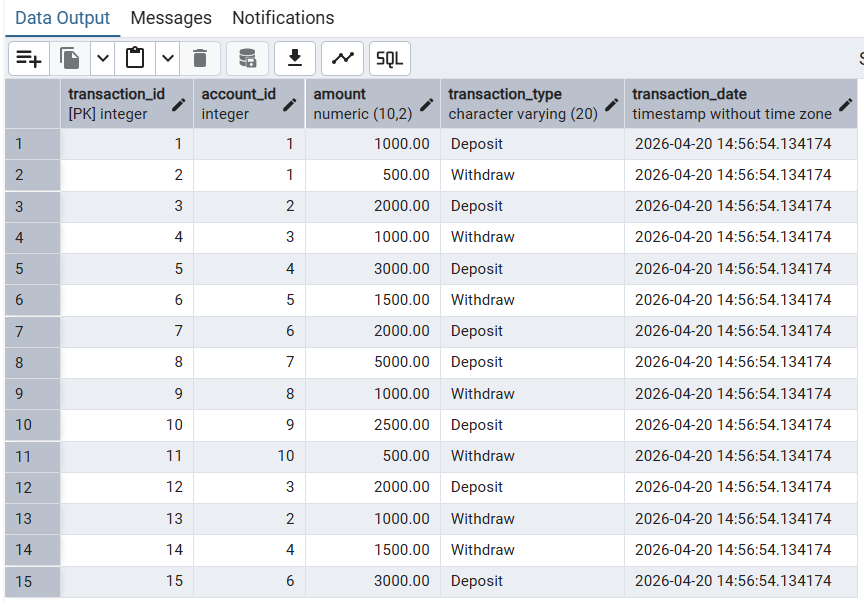 Data Output Messages Notifications
SQL
transaction_id account_id amount transaction_type transaction_date
[PK] integer integer numeric (10,2) character varying (20) timestamp without time zone
1 1 1 1000.00 Deposit 2026-04-20 14:56:54.134174
2 2 1 500.00 Withdraw 2026-04-20 14:56:54.134174
3 3 2 2000.00 Deposit 2026-04-20 14:56:54.134174
4 4 3 1000.00 Withdraw 2026-04-20 14:56:54.134174
5 5 4 3000.00 Deposit 2026-04-20 14:56:54.134174
6 6 5 1500.00 Withdraw 2026-04-20 14:56:54.134174
7 7 6 2000.00 Deposit 2026-04-20 14:56:54.134174
8 8 7 5000.00 Deposit 2026-04-20 14:56:54.134174
9 9 8 1000.00 Withdraw 2026-04-20 14:56:54.134174
10 10 9 2500.00 Deposit 2026-04-20 14:56:54.134174
11 11 10 500.00 Withdraw 2026-04-20 14:56:54.134174
12 12 3 2000.00 Deposit 2026-04-20 14:56:54.134174
13 13 2 1000.00 Withdraw 2026-04-20 14:56:54.134174
14 14 4 1500.00 Withdraw 2026-04-20 14:56:54.134174
15 15 6 3000.00 Deposit 2026-04-20 14:56:54.134174